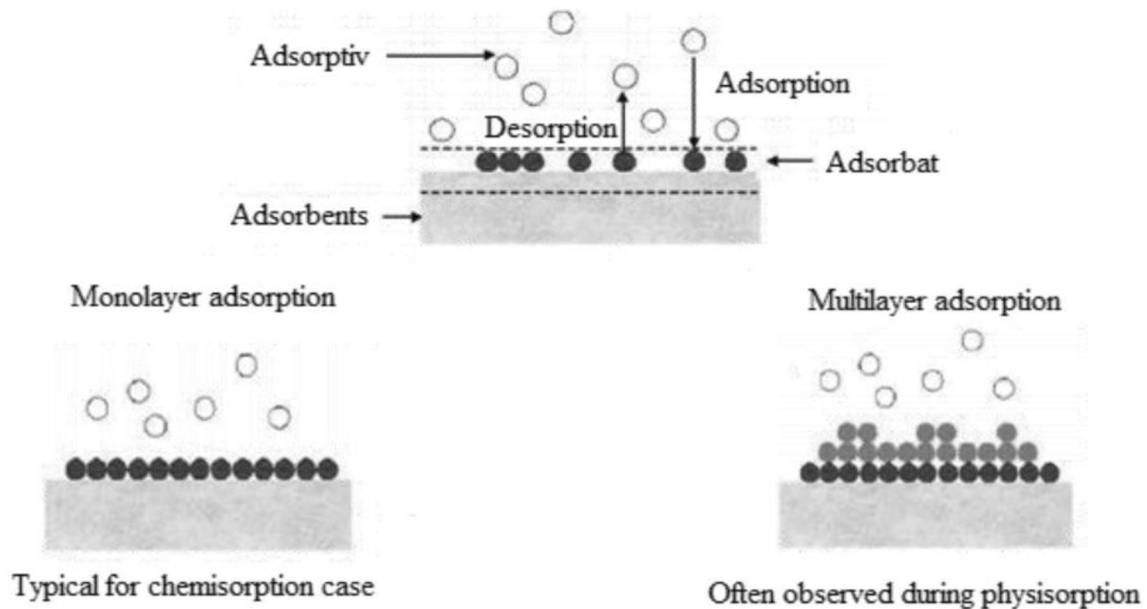 Adsorptiv
Adsorption
Desorption
Adsorbat
Adsorbents
Monolayer adsorption
Multilayer adsorption
Typical for chemisorption case
Often observed during physisorption